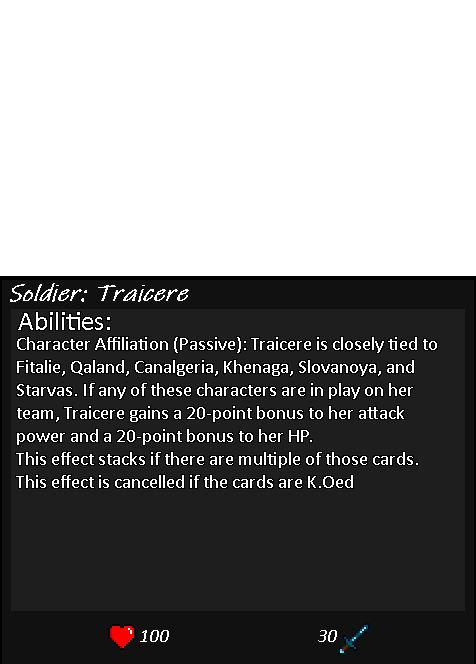 Soldier: Traicere
Abilities:
Character Affiliation (Passive): Traicere is closely tied to
Fitalie, Qaland, Canalgeria, Khenaga, Slovanoya, and
Starvas. If any of these characters are in play on her
team, Traicere gains a 20-point bonus to her attack
power and a 20-point bonus to her HP.
This effect stacks if there are multiple of those cards.
This effect is cancelled if the cards are K.Oed
100 30